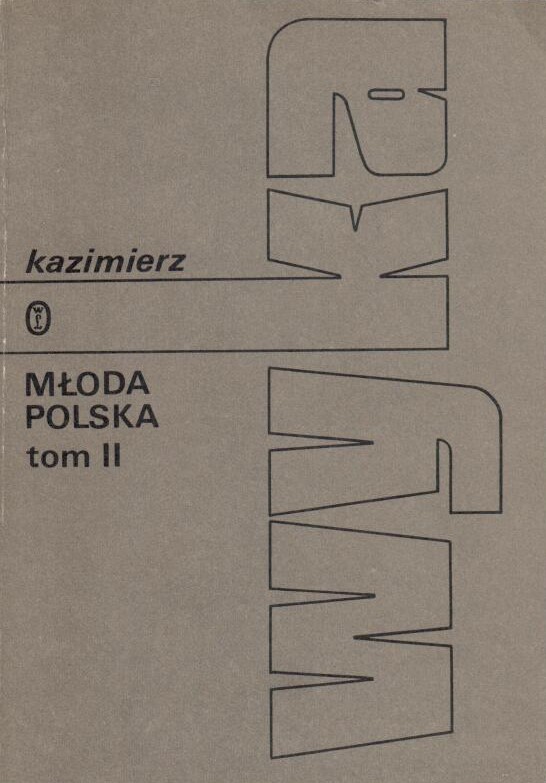 kazimierz
wyka
MŁODA
POLSKA
tom II